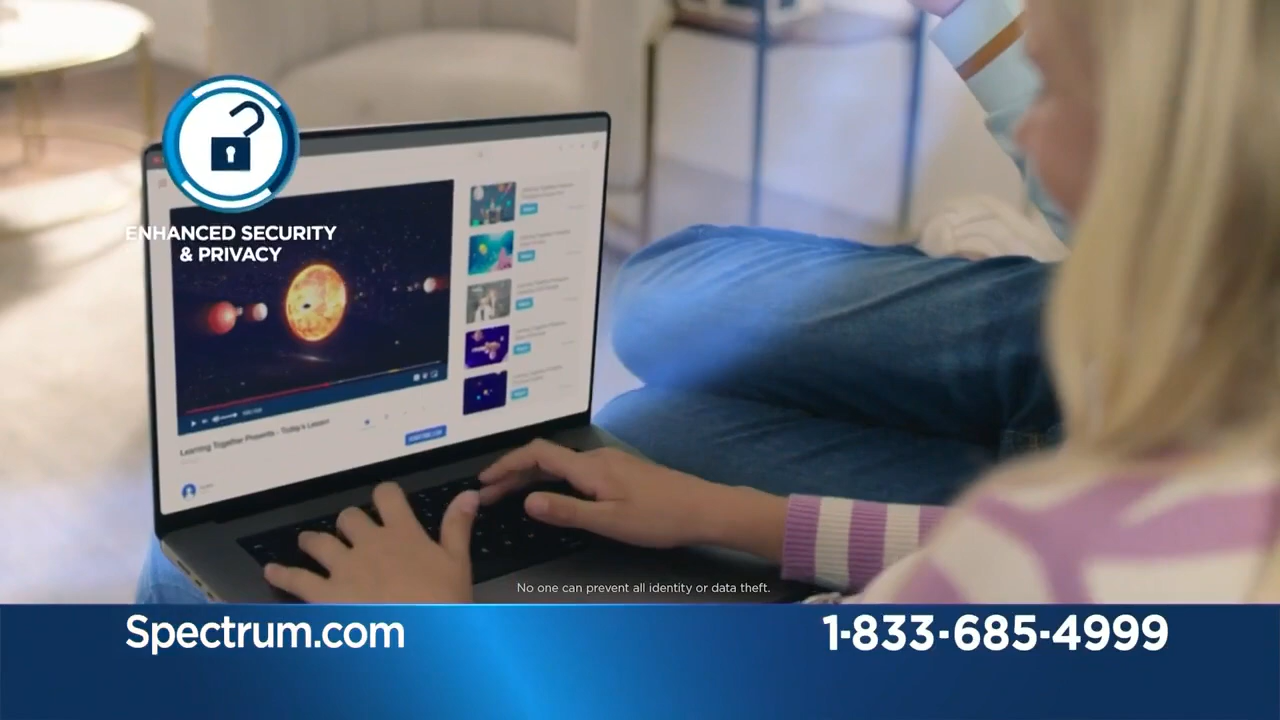 ENHANCED SECURITY
& PRIVACY
Learning Together Presents - Today's Lesson
No one can prevent all identity or data theft.
Spectrum.com
1-833-685-4999